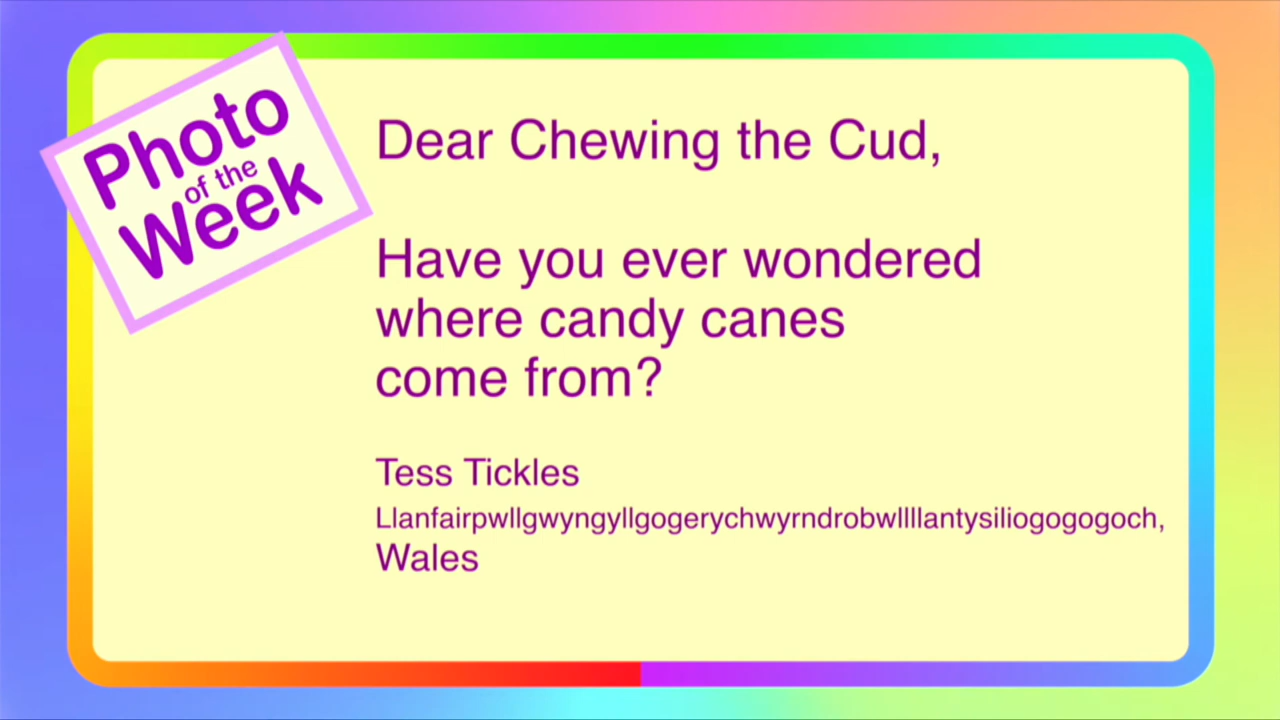 Photo
of the
Week
Dear Chewing the Cud,
Have you ever wondered
where candy canes
come from?
Tess Tickles
Llanfairpwllgwyngyllgogerychwyrndrobwllllantysiliogogogoch,
Wales